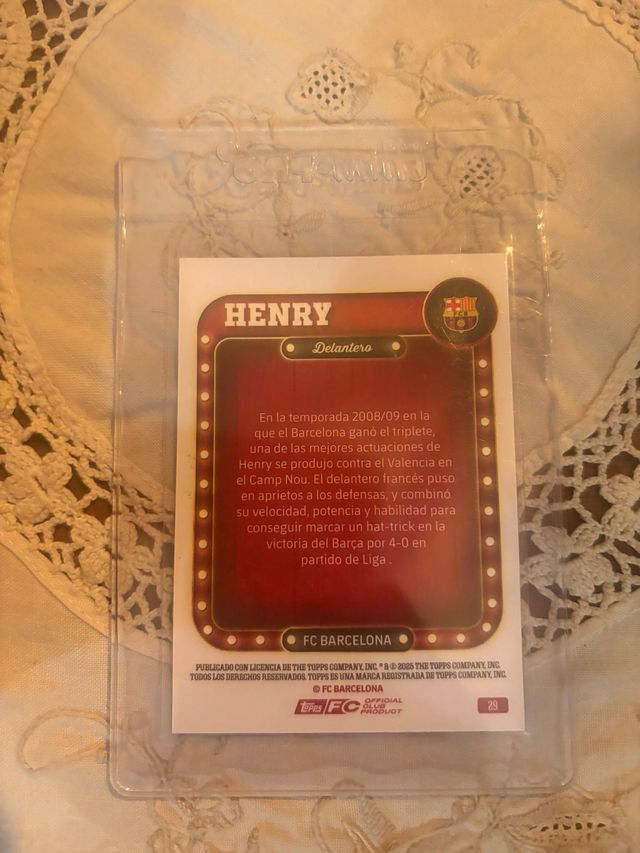 HENRY
Delantero
En la temporada 2008/09 en la
que el Barcelona ganó el triplete,
una de las mejores actuaciones de
Henry se produjo contra el Valencia en
el Camp Nou. El delantero francés puso
en aprietos a los defensas, y combinó
su velocidad, potencia y habilidad para
conseguir marcar un hat-trick en la
victoria del Barça por 4-0 en
partido de Liga .
FC BARCELONA
PUBLICADO CON LICENCIA DE THE TOPPS COMPANY, INC. ® & © 2025 THE TOPPS COMPANY, INC.
TODOS LOS DERECHOS RESERVADOS. TOPPS ES UNA MARCA REGISTRADA DE TOPPS COMPANY, INC.
© FC BARCELONA
Topps FC OFFICIAL
CLUB
PRODUCT
29